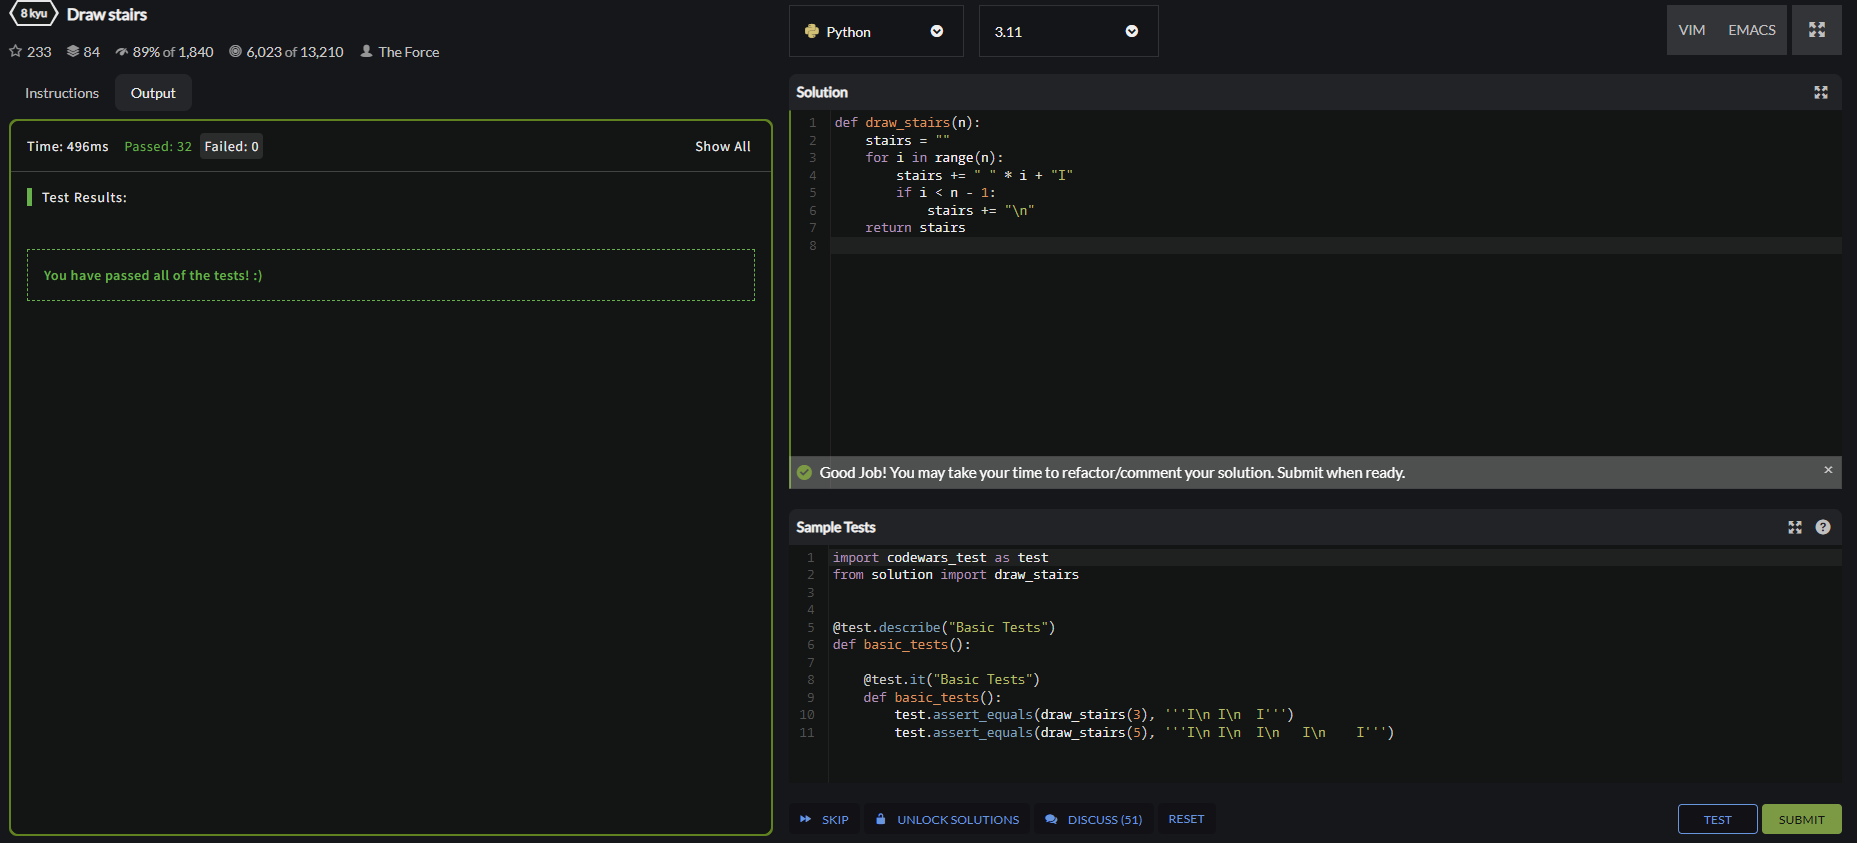 8 kyu Draw stairs
233 84 89% of 1,840 6,023 of 13,210 The Force
Instructions Output
Time: 496ms Passed: 32 Failed: 0 Show All
Test Results:
You have passed all of the tests! :)
Python 3.11 VIM EMACS
Solution
1 def draw_stairs(n):
2     stairs = ""
3     for i in range(n):
4         stairs += " " * i + "I"
5         if i < n - 1:
6             stairs += "\n"
7     return stairs
8
Good Job! You may take your time to refactor/comment your solution. Submit when ready. ×
Sample Tests ?
1 import codewars_test as test
2 from solution import draw_stairs
3
4
5 @test.describe("Basic Tests")
6 def basic_tests():
7
8     @test.it("Basic Tests")
9     def basic_tests():
10         test.assert_equals(draw_stairs(3), '''I\n I\n  I''')
11         test.assert_equals(draw_stairs(5), '''I\n I\n  I\n   I\n    I''')
SKIP UNLOCK SOLUTIONS DISCUSS (51) RESET TEST SUBMIT